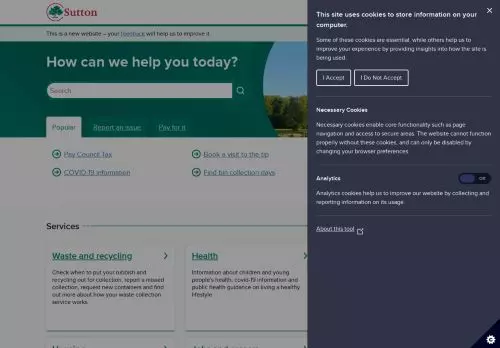 Sutton
This is a new website – your feedback will help us to improve it.
How can we help you today?
Search
Popular
Report an issue
Pay for it
Pay Council Tax
Book a visit to the tip
COVID-19 information
Find bin collection days
Services
Waste and recycling
Check when to put your rubbish and
recycling out for collection, report a missed
collection, request new containers and find
out more about how your waste collection
service works
Health
Information about children and young
people's health, covid-19 information and
public health guidance on living a healthy
lifestyle
This site uses cookies to store information on your
computer.
Some of these cookies are essential, while others help us to
improve your experience by providing insights into how the site is
being used.
I Accept
I Do Not Accept
Necessary Cookies
Necessary cookies enable core functionality such as page
navigation and access to secure areas. The website cannot function
properly without these cookies, and can only be disabled by
changing your browser preferences.
Analytics
Off
Analytics cookies help us to improve our website by collecting and
reporting information on its usage.
About this tool